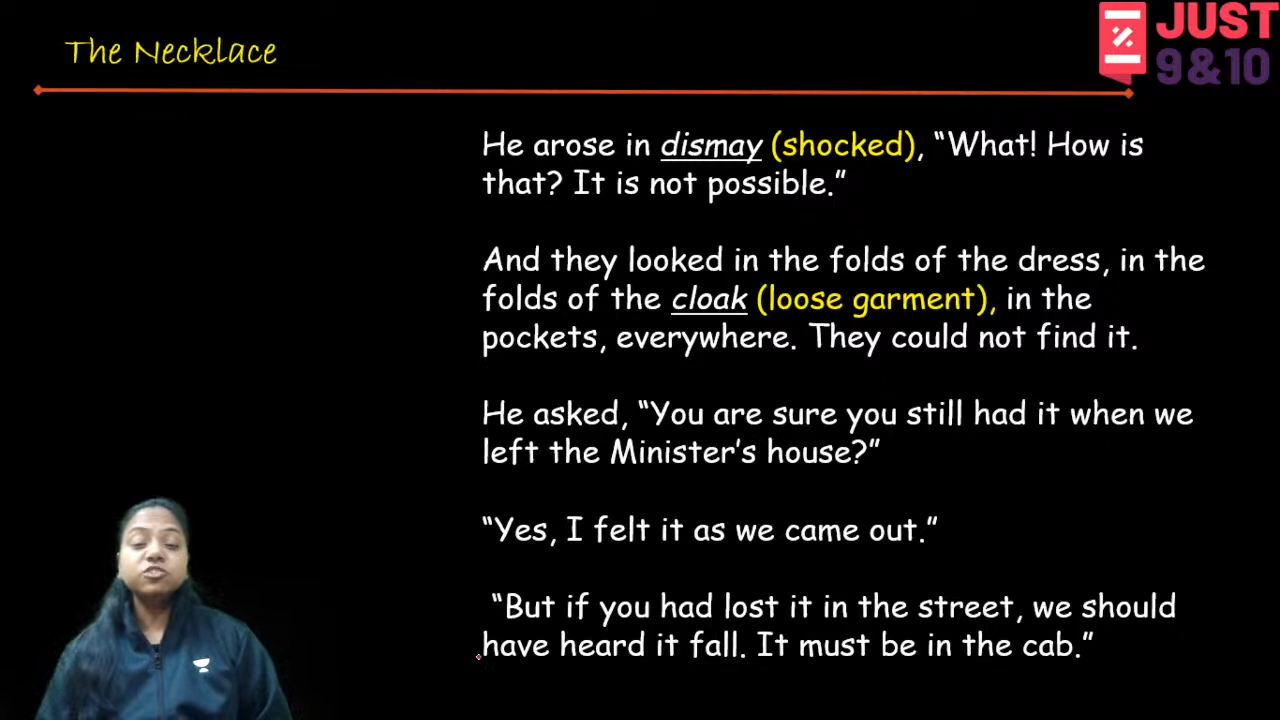 The Necklace
JUST
9&10
He arose in dismay (shocked), “What! How is
that? It is not possible.”
And they looked in the folds of the dress, in the
folds of the cloak (loose garment), in the
pockets, everywhere. They could not find it.
He asked, “You are sure you still had it when we
left the Minister’s house?”
“Yes, I felt it as we came out.”
“But if you had lost it in the street, we should
have heard it fall. It must be in the cab.”